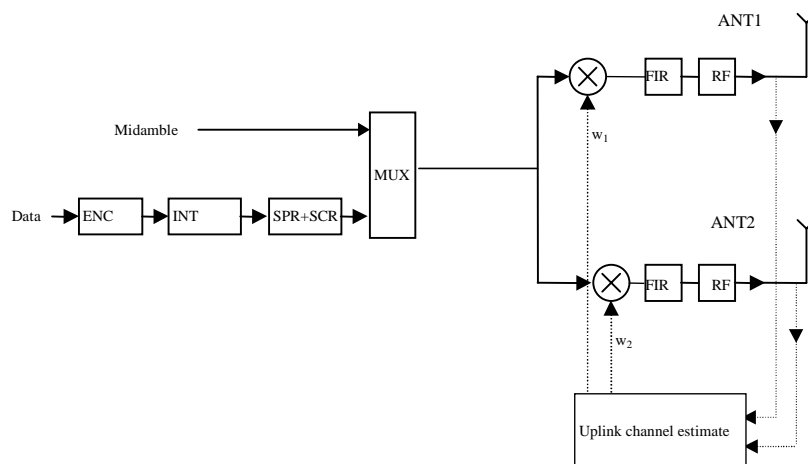 ANT1
FIR
RF
Midamble
w1
MUX
Data
ENC
INT
SPR+SCR
ANT2
FIR
RF
w2
Uplink channel estimate